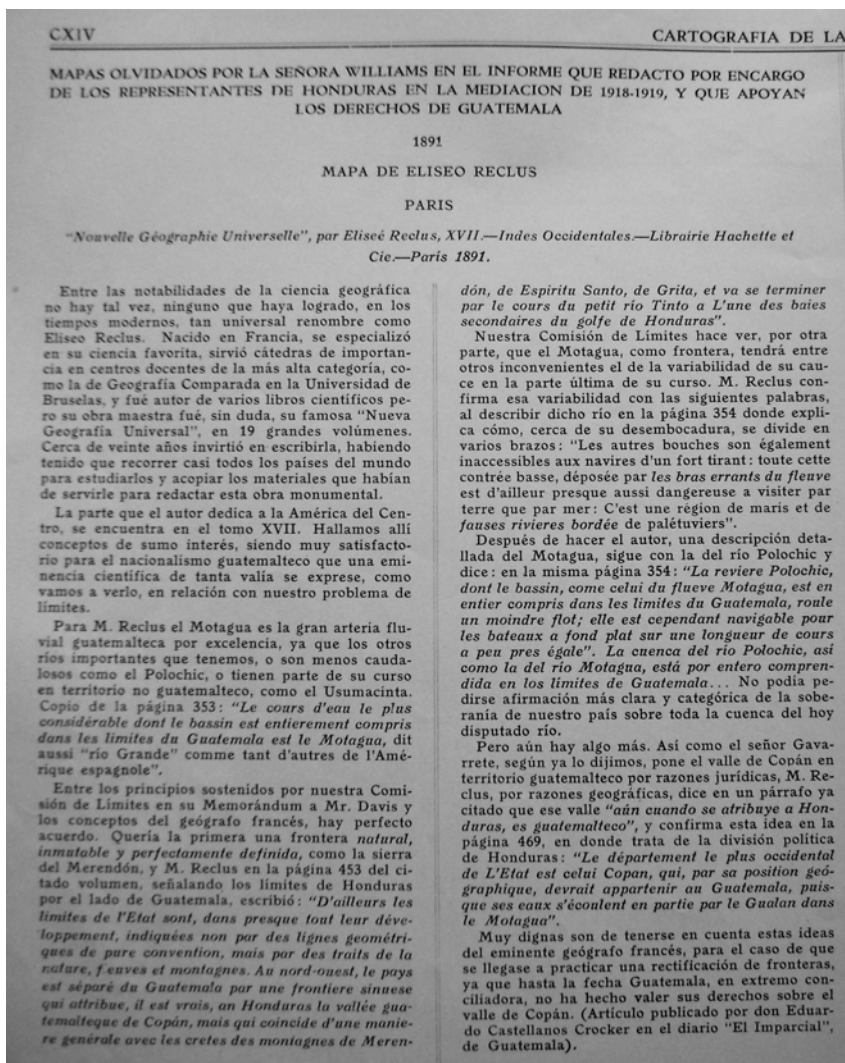 CXIV
CARTOGRAFIA DE LA
MAPAS OLVIDADOS POR LA SEÑORA WILLIAMS EN EL INFORME QUE REDACTO POR ENCARGO
DE LOS REPRESENTANTES DE HONDURAS EN LA MEDIACION DE 1918-1919, Y QUE APOYAN
LOS DERECHOS DE GUATEMALA
1891
MAPA DE ELISEO RECLUS
PARIS
"Nouvelle Géographie Universelle", par Eliseé Reclus, XVII.—Indes Occidentales.—Librairie Hachette et
Cie.—París 1891.
Entre las notabilidades de la ciencia geográfica
no hay tal vez, ninguno que haya logrado, en los
tiempos modernos, tan universal renombre como
Eliseo Reclus. Nacido en Francia, se especializó
en su ciencia favorita, sirvió cátedras de importan-
cia en centros docentes de la más alta categoría, co-
mo la de Geografía Comparada en la Universidad de
Bruselas, y fué autor de varios libros científicos pe-
ro su obra maestra fué, sin duda, su famosa "Nueva
Geografía Universal", en 19 grandes volúmenes.
Cerca de veinte años invirtió en escribirla, habiendo
tenido que recorrer casi todos los países del mundo
para estudiarlos y acopiar los materiales que habían
de servirle para redactar esta obra monumental.
La parte que el autor dedica a la América del Cen-
tro, se encuentra en el tomo XVII. Hallamos allí
conceptos de sumo interés, siendo muy satisfacto-
rio para el nacionalismo guatemalteco que una emi-
nencia científica de tanta valía se exprese, como
vamos a verlo, en relación con nuestro problema de
límites.
Para M. Reclus el Motagua es la gran arteria flu-
vial guatemalteca por excelencia, ya que los otros
ríos importantes que tenemos, o son menos cauda-
losos como el Polochic, o tienen parte de su curso
en territorio no guatemalteco, como el Usumacinta.
Copio de la página 353: "Le cours d'eau le plus
considérable dont le bassin est entierement compris
dans les limites du Guatemala est le Motagua, dit
aussi "río Grande" comme tant d'autres de l'Amé-
rique espagnole".
Entre los principios sostenidos por nuestra Comi-
sión de Límites en su Memorándum a Mr. Davis y
los conceptos del geógrafo francés, hay perfecto
acuerdo. Quería la primera una frontera natural,
inmutable y perfectamente definida, como la sierra
del Merendón, y M. Reclus en la página 453 del ci-
tado volumen, señalando los límites de Honduras
por el lado de Guatemala, escribió: "D'ailleurs les
limites de l'Etat sont, dans presque tout leur déve-
loppement, indiquées non par des lignes geométri-
ques de pure convention, mais par des traits de la
nature, f euves et montagnes. Au nord-ouest, le pays
est séparé du Guatemala par une frontiere sinuese
qui attribue, il est vrais, an Honduras la vallée gua-
temalteque de Copán, mais qui coincide d'une manie-
re genérale avec les cretes des montagnes de Meren-
dón, de Espiritu Santo, de Grita, et va se terminer
par le cours du petit río Tinto a L'une des baies
secondaires du golfe de Honduras".
Nuestra Comisión de Límites hace ver, por otra
parte, que el Motagua, como frontera, tendrá entre
otros inconvenientes el de la variabilidad de su cau-
ce en la parte última de su curso. M. Reclus con-
firma esa variabilidad con las siguientes palabras,
al describir dicho río en la página 354 donde expli-
ca cómo, cerca de su desembocadura, se divide en
varios brazos: "Les autres bouches son également
inaccessibles aux navires d'un fort tirant: toute cette
contrée basse, déposée par les bras errants du fleuve
est d'ailleur presque aussi dangereuse a visiter par
terre que par mer: C'est une région de maris et de
fauses rivieres bordée de palétuviers".
Después de hacer el autor, una descripción deta-
llada del Motagua, sigue con la del río Polochic y
dice: en la misma página 354: "La reviere Polochic,
dont le bassin, come celui du flueve Motagua, est en
entier compris dans les limites du Guatemala, roule
un moindre flot; elle est cependant navigable pour
les bateaux a fond plat sur une longueur de cours
a peu pres égale". La cuenca del río Polochic, así
como la del río Motagua, está por entero compren-
dida en los límites de Guatemala... No podía pe-
dirse afirmación más clara y categórica de la sobe-
ranía de nuestro país sobre toda la cuenca del hoy
disputado río.
Pero aún hay algo más. Así como el señor Gava-
rrete, según ya lo dijimos, pone el valle de Copán en
territorio guatemalteco por razones jurídicas, M. Re-
clus, por razones geográficas, dice en un párrafo ya
citado que ese valle "aún cuando se atribuye a Hon-
duras, es guatemalteco", y confirma esta idea en la
página 469, en donde trata de la división política
de Honduras: "Le département le plus occidental
de L'Etat est celui Copan, qui, par sa position geó-
graphique, devrait appartenir au Guatemala, puis-
que ses eaux s'écoulent en partie par le Gualan dans
le Motagua".
Muy dignas son de tenerse en cuenta estas ideas
del eminente geógrafo francés, para el caso de que
se llegase a practicar una rectificación de fronteras,
ya que hasta la fecha Guatemala, en extremo con-
ciliadora, no ha hecho valer sus derechos sobre el
valle de Copán. (Artículo publicado por don Eduar-
do Castellanos Crocker en el diario "El Imparcial",
de Guatemala).